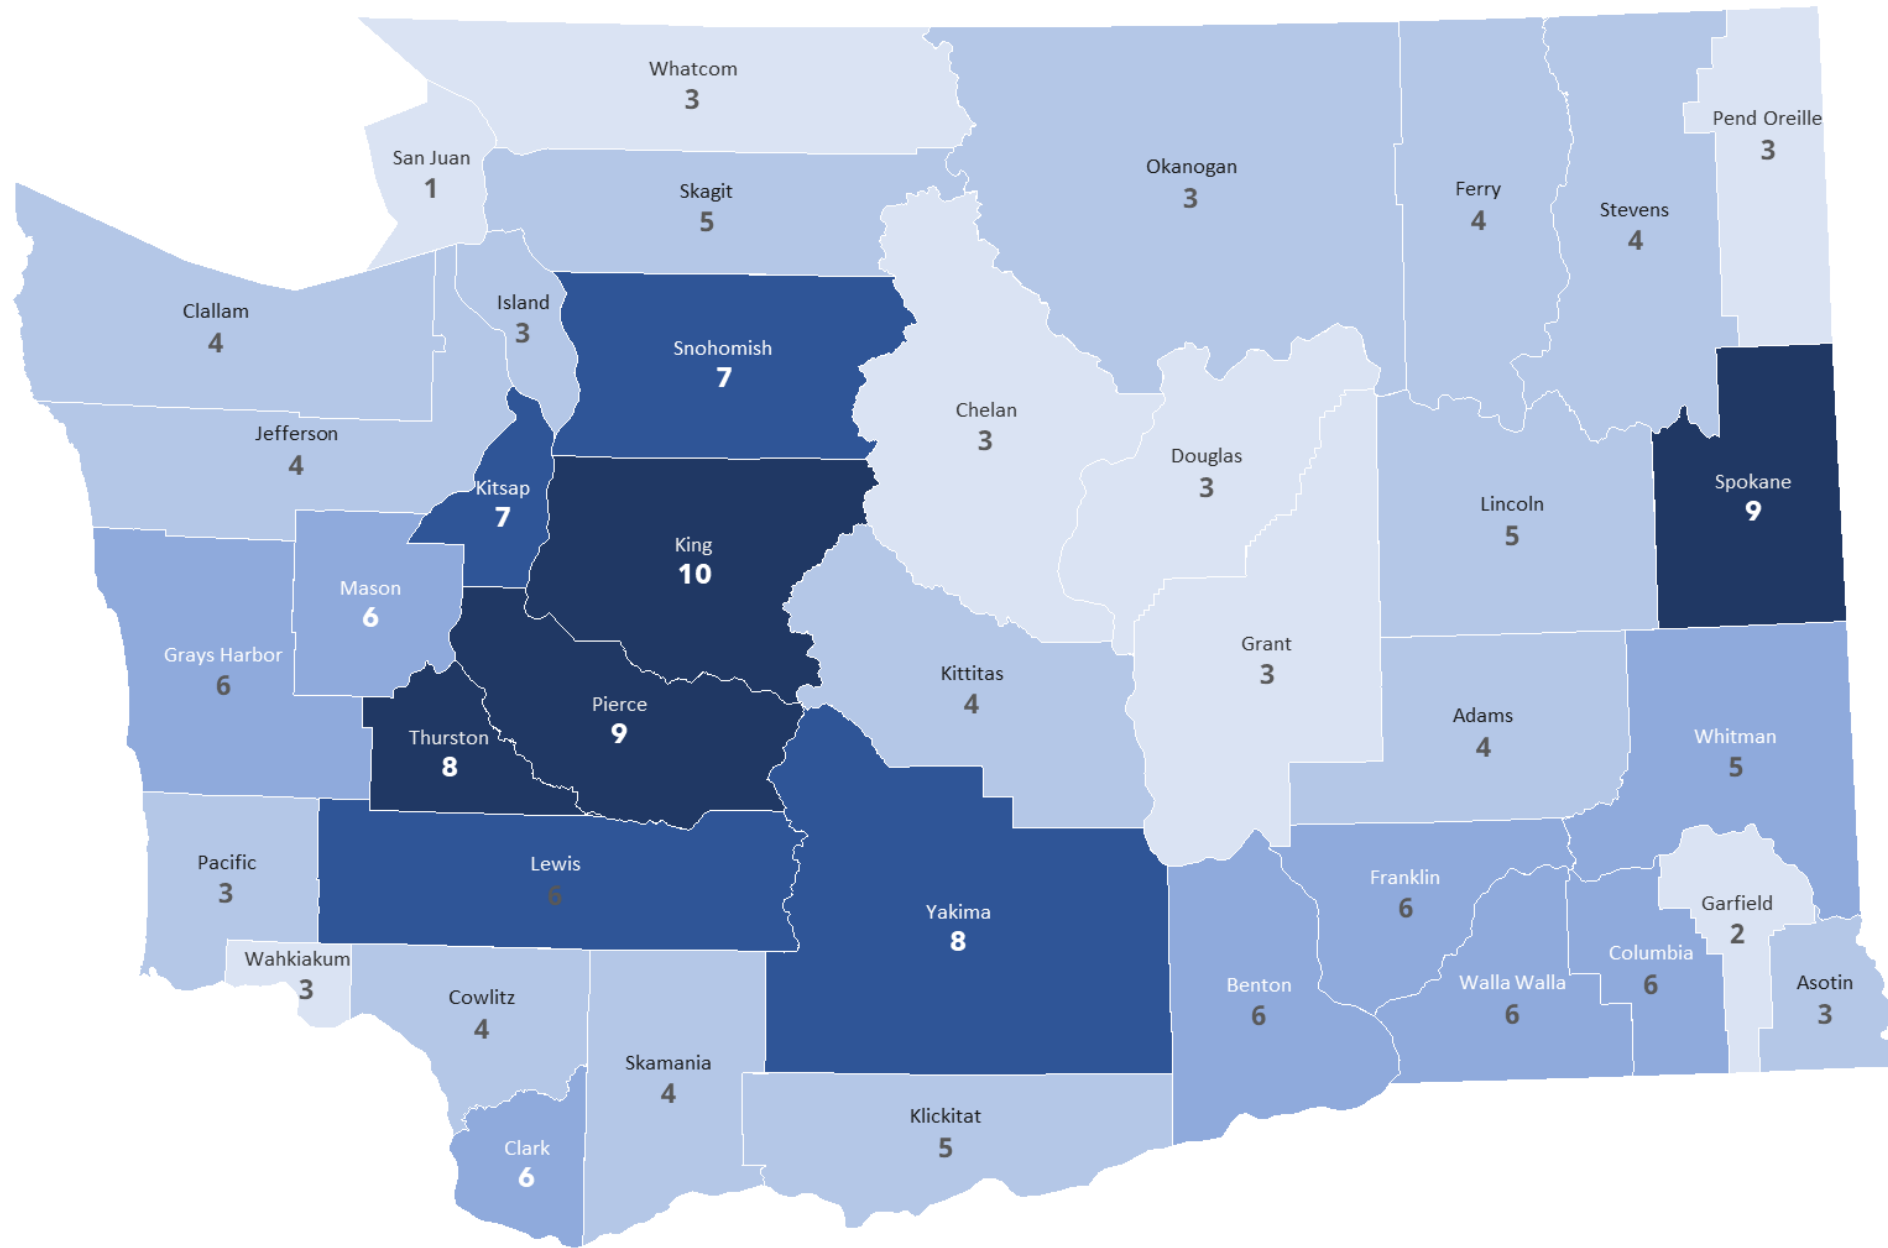 Whatcom
3
Pend Oreille
3
San Juan
1
Okanogan
3
Skagit
5
Ferry
4
Stevens
4
Clallam
4
Island
3
Snohomish
7
Chelan
3
Jefferson
4
Douglas
3
Kitsap
7
Spokane
9
Lincoln
5
King
10
Mason
6
Grays Harbor
6
Grant
3
Kittitas
4
Pierce
9
Adams
4
Thurston
8
Whitman
5
Pacific
3
Lewis
6
Franklin
6
Garfield
2
Yakima
8
Columbia
6
Wahkiakum
3
Walla Walla
6
Benton
6
Asotin
3
Cowlitz
4
Skamania
4
Klickitat
5
Clark
6